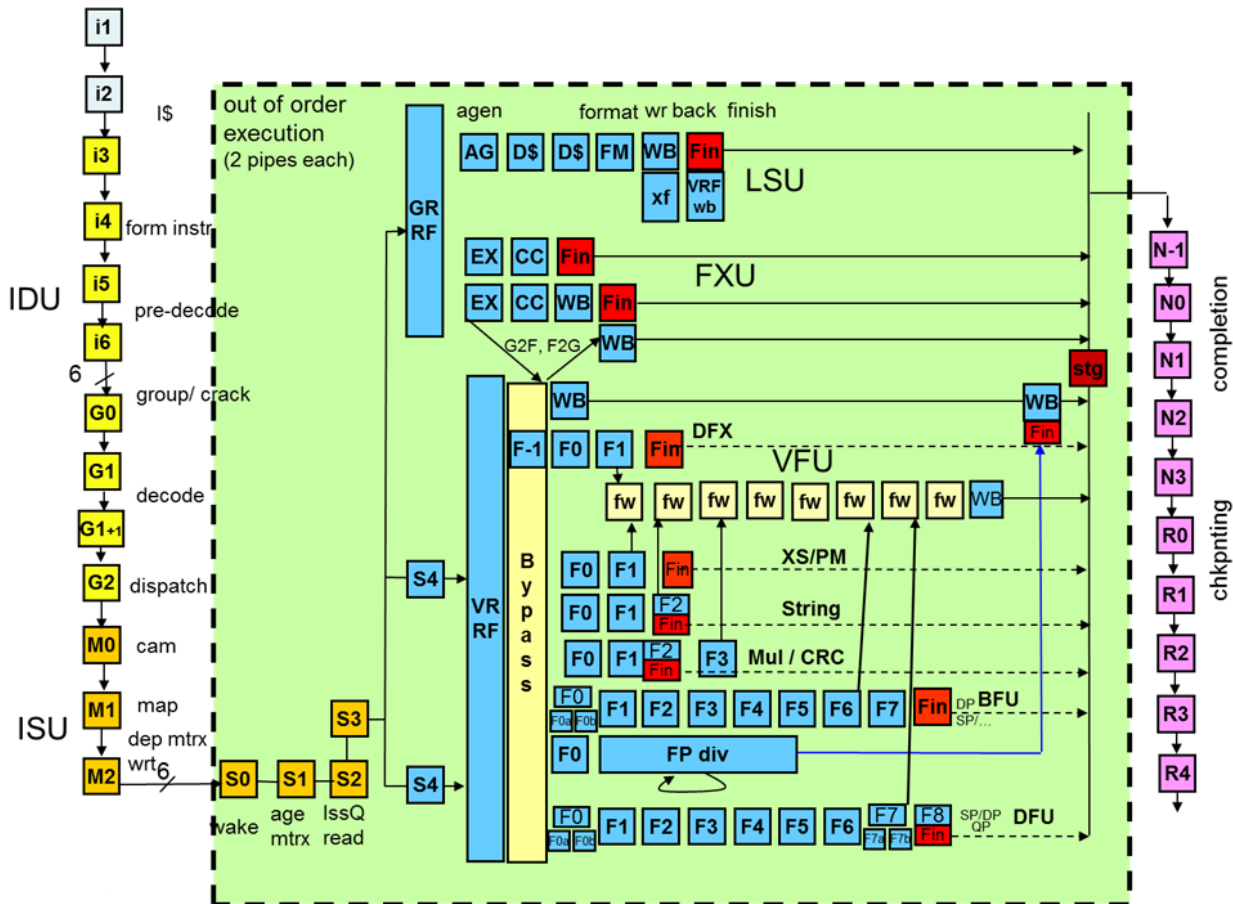 i1
i2
I$
i3
i4
form instr
IDU
i5
pre-decode
i6
6
group/ crack
G0
G1
decode
G1+1
G2
dispatch
M0
cam
ISU
M1
map
dep mtrx
wrt
6
M2
S0
S1
S2
S3
wake
age
mtrx
IssQ
read
out of order
execution
(2 pipes each)
GR
RF
S4
S4
VR
RF
Bypass
agen
format wr back finish
AG D$ D$ FM WB Fin
xf
VRF
wb
LSU
EX CC Fin
FXU
EX CC WB Fin
G2F, F2G
WB
stg
WB
WB
Fin
F-1 F0 F1 Fin
DFX
VFU
fw fw fw fw fw fw fw fw WB
F0 F1 Fin
XS/PM
F0 F1 F2
Fin
String
F0 F1 F2
Fin
F3
Mul / CRC
F0
F0a F0b
F1 F2 F3 F4 F5 F6 F7 Fin
DP BFU
SP/...
F0
FP div
F0
F0a F0b
F1 F2 F3 F4 F5 F6 F7 F8
F7a F7b Fin
SP/DP
QP
DFU
N-1
N0
N1
N2
N3
completion
R0
R1
R2
R3
R4
chkpnting